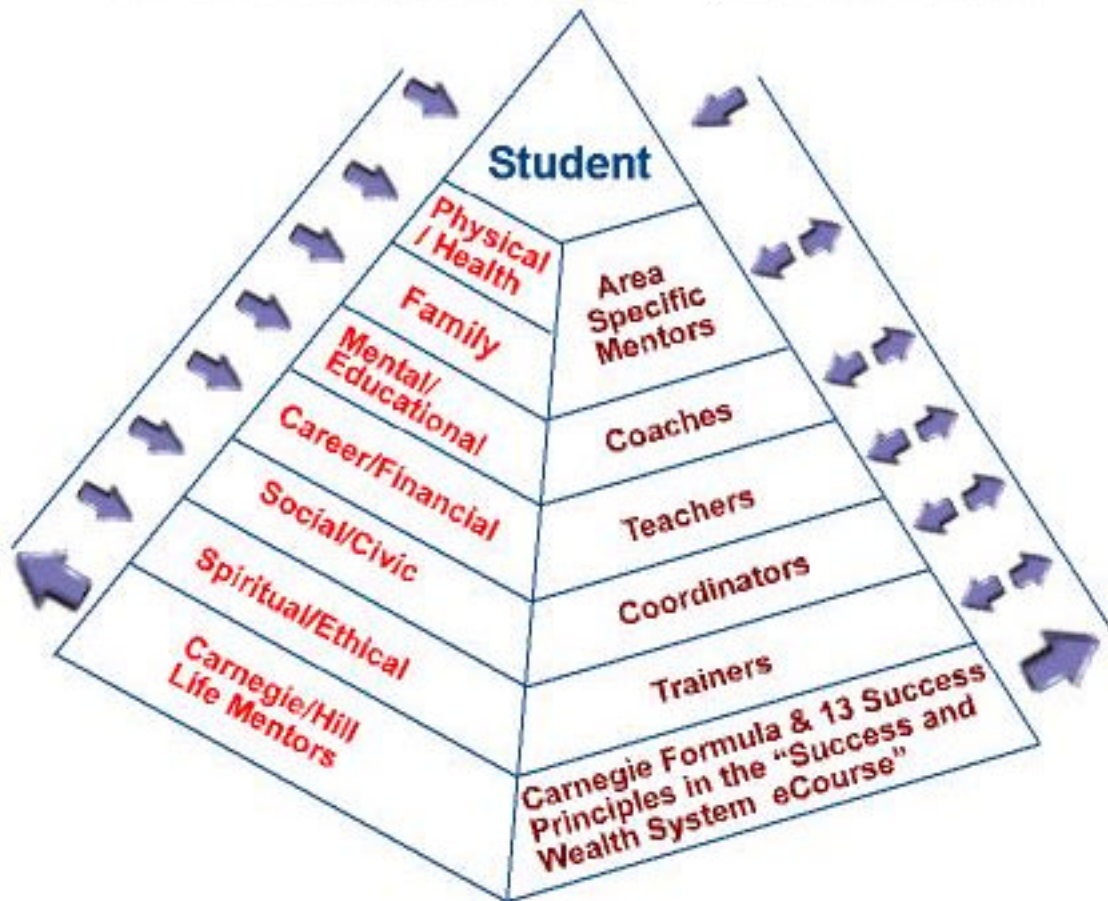 Student
Physical
/ Health
Family
Mental/
Educational
Career/Financial
Social/Civic
Spiritual/Ethical
Carnegie/Hill
Life Mentors
Area
Specific
Mentors
Coaches
Teachers
Coordinators
Trainers
Carnegie Formula & 13 Success
Principles in the “Success and
Wealth System eCourse”